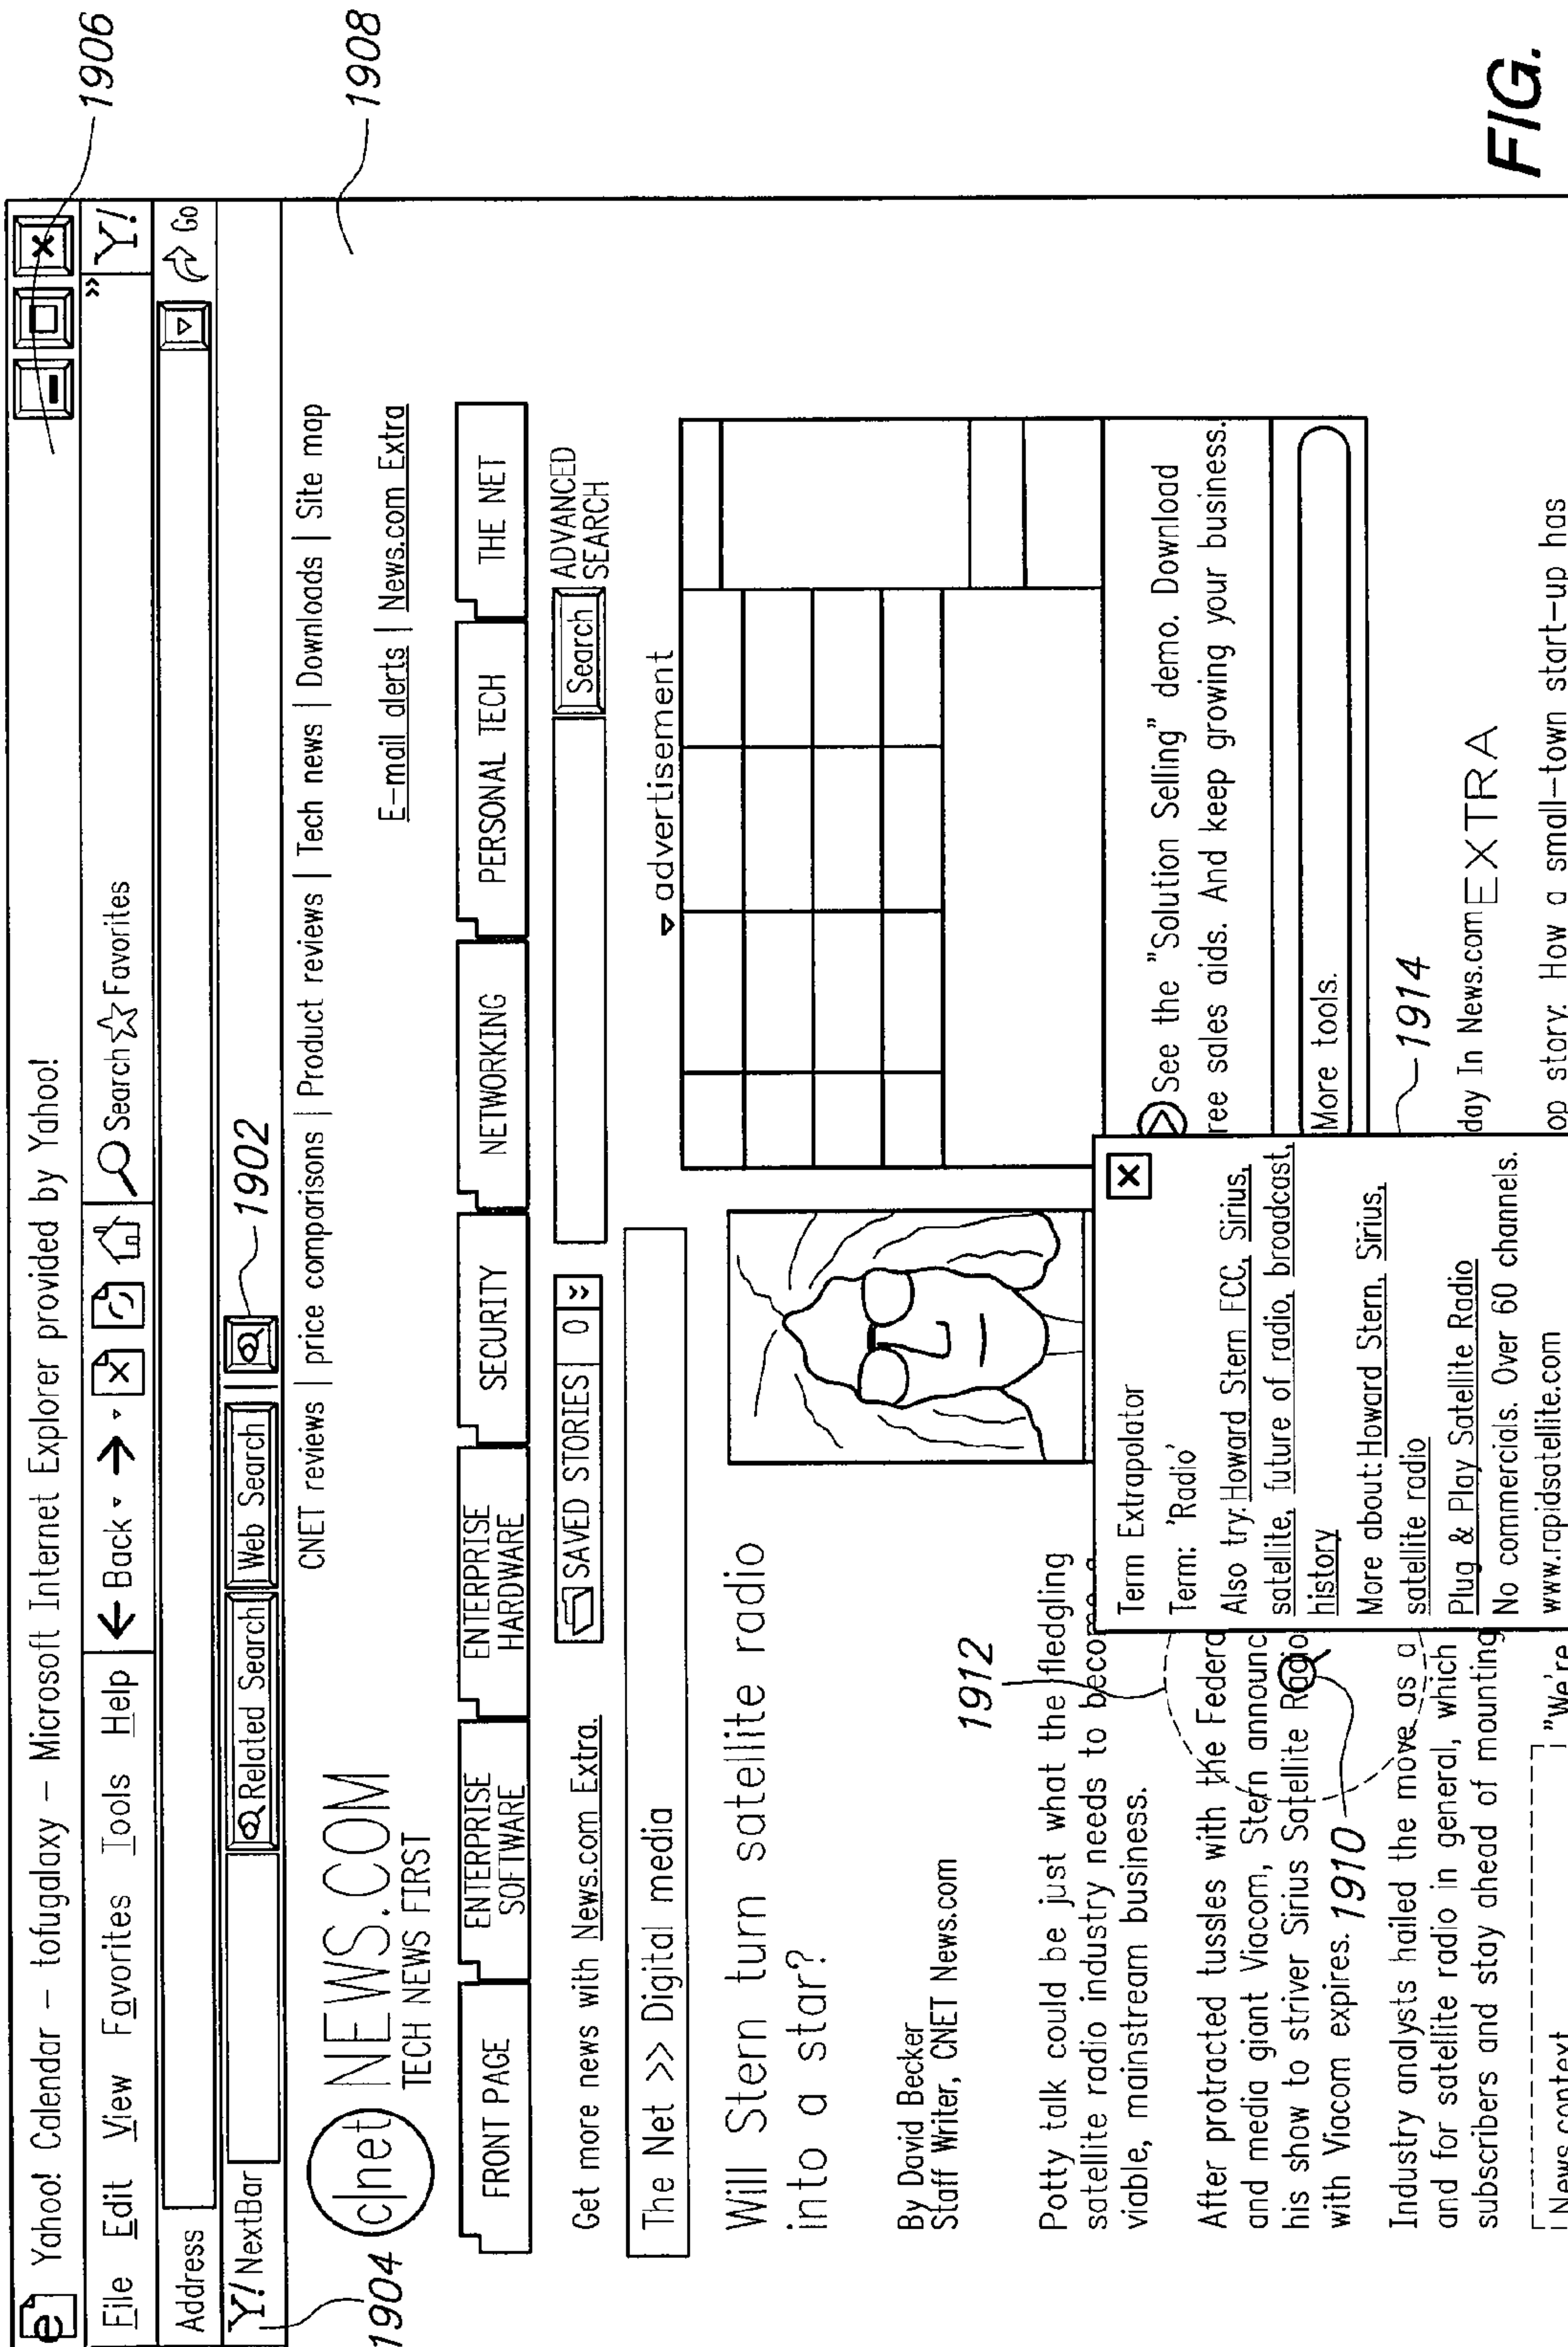 Yahoo! Calendar – tofugalaxy – Microsoft Internet Explorer provided by Yahoo!
1906
File Edit View Favorites Tools Help
Back
Search Favorites
»
Y!
Address
Go
Y! NextBar
Related Search
Web Search
1902
1904
CNET reviews | price comparisons | Product reviews | Tech news | Downloads | Site map
1908
c|net NEWS.COM
TECH NEWS FIRST
E-mail alerts | News.com Extra
FRONT PAGE
ENTERPRISE
SOFTWARE
ENTERPRISE
HARDWARE
SECURITY
NETWORKING
PERSONAL TECH
THE NET
Get more news with News.com Extra.
SAVED STORIES 0
Search
ADVANCED
SEARCH
The Net >> Digital media
advertisement
Will Stern turn satellite radio
into a star?
By David Becker
Staff Writer, CNET News.com
1912
Potty talk could be just what the fledgling
satellite radio industry needs to become a
viable, mainstream business.
After protracted tussles with the Federa
and media giant Viacom, Stern announc
his show to striver Sirius Satellite Radio
with Viacom expires.
1910
Industry analysts hailed the move as a
and for satellite radio in general, which
subscribers and stay ahead of mounting
News context
"We're
Term Extrapolator
Term: 'Radio'
Also try: Howard Stern FCC, Sirius,
satellite, future of radio, broadcast,
history
More about: Howard Stern, Sirius,
satellite radio
Plug & Play Satellite Radio
No commercials. Over 60 channels.
www.rapidsatellite.com
See the "Solution Selling" demo. Download
ree sales aids. And keep growing your business.
More tools.
1914
day In News.com EXTRA
op story: How a small-town start-up has
FIG.